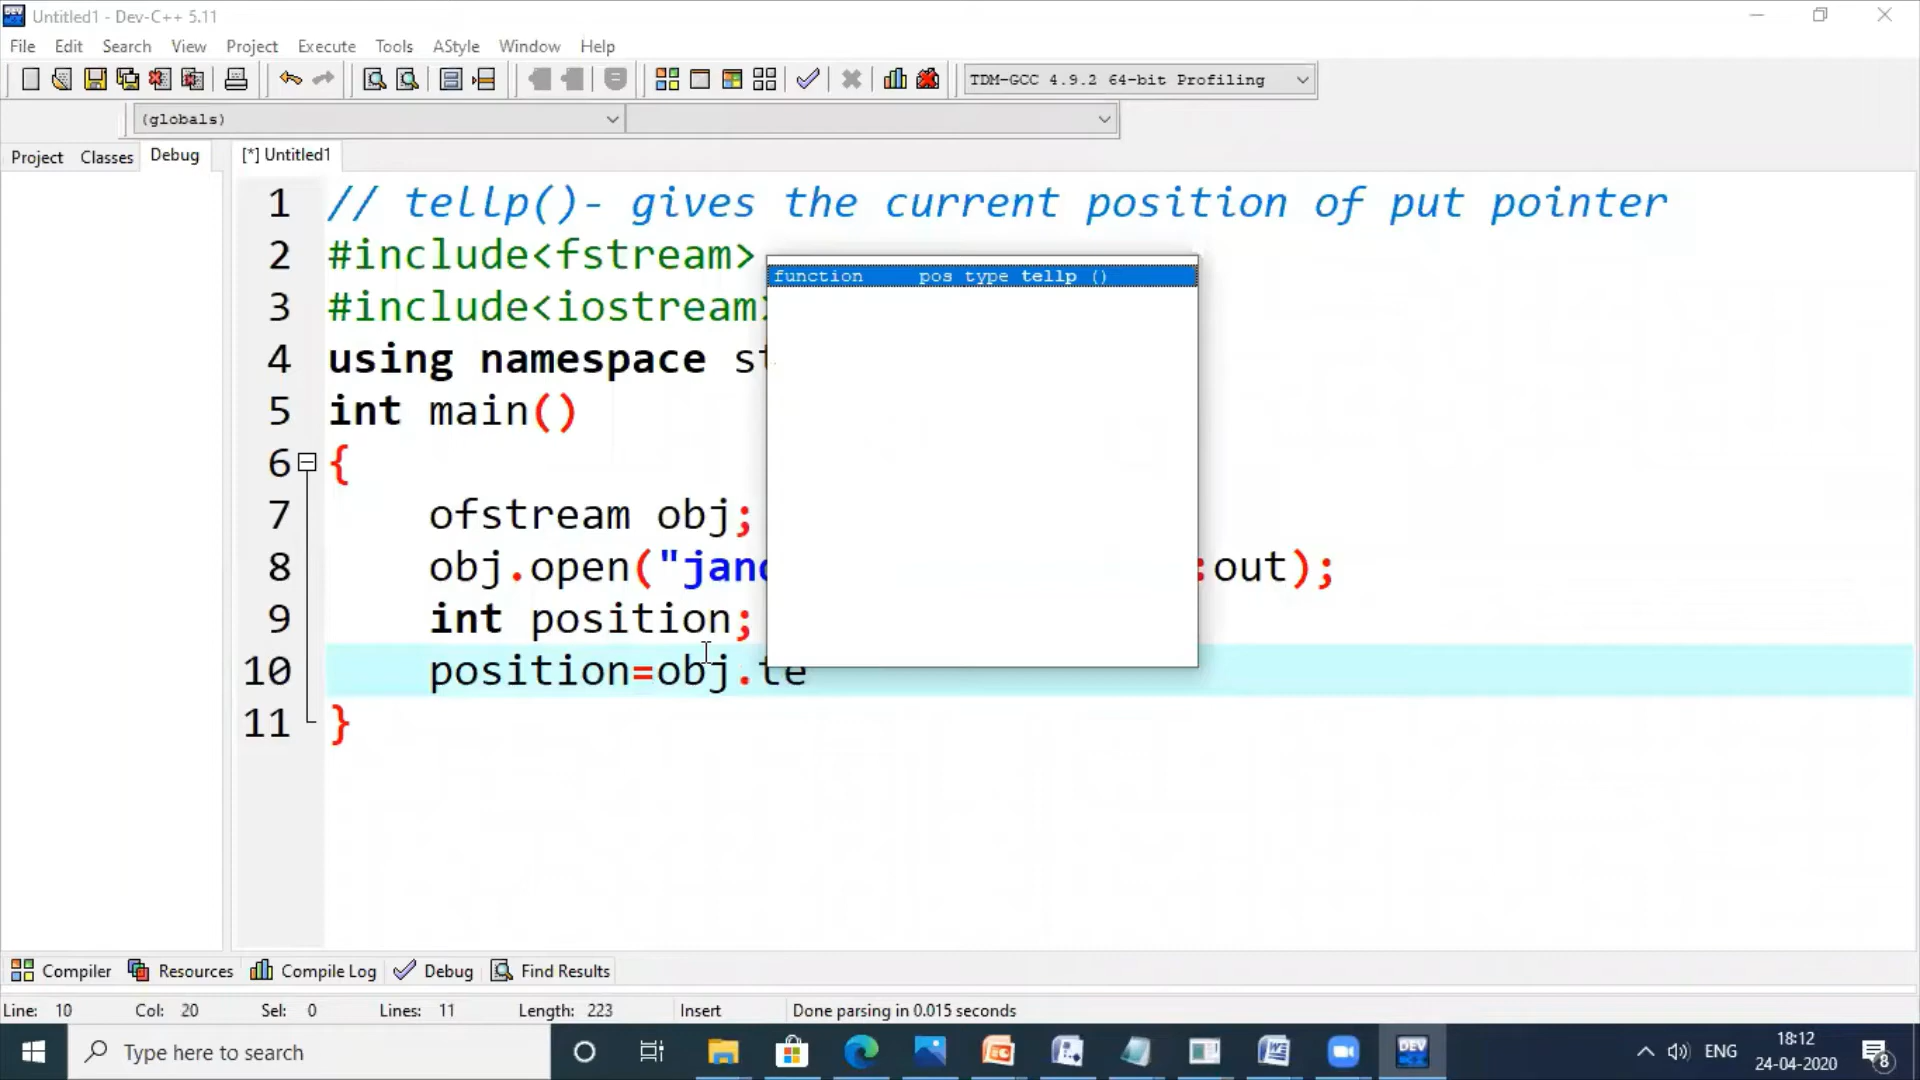 Untitled1 - Dev-C++ 5.11
File Edit Search View Project Execute Tools AStyle Window Help
TDM-GCC 4.9.2 64-bit Profiling
(globals)
Project Classes Debug [*] Untitled1
1 // tellp()- gives the current position of put pointer
2 #include<fstream>
3 #include<iostream>
function pos_type tellp ()
4 using namespace st
5 int main()
6 {
7 ofstream obj;
8 obj.open("jan :out);
9 int position;
10 position=obj.te
11 }
Compiler Resources Compile Log Debug Find Results
Line: 10 Col: 20 Sel: 0 Lines: 11 Length: 223 Insert Done parsing in 0.015 seconds
Type here to search
DEV
ENG
18:12
24-04-2020
8